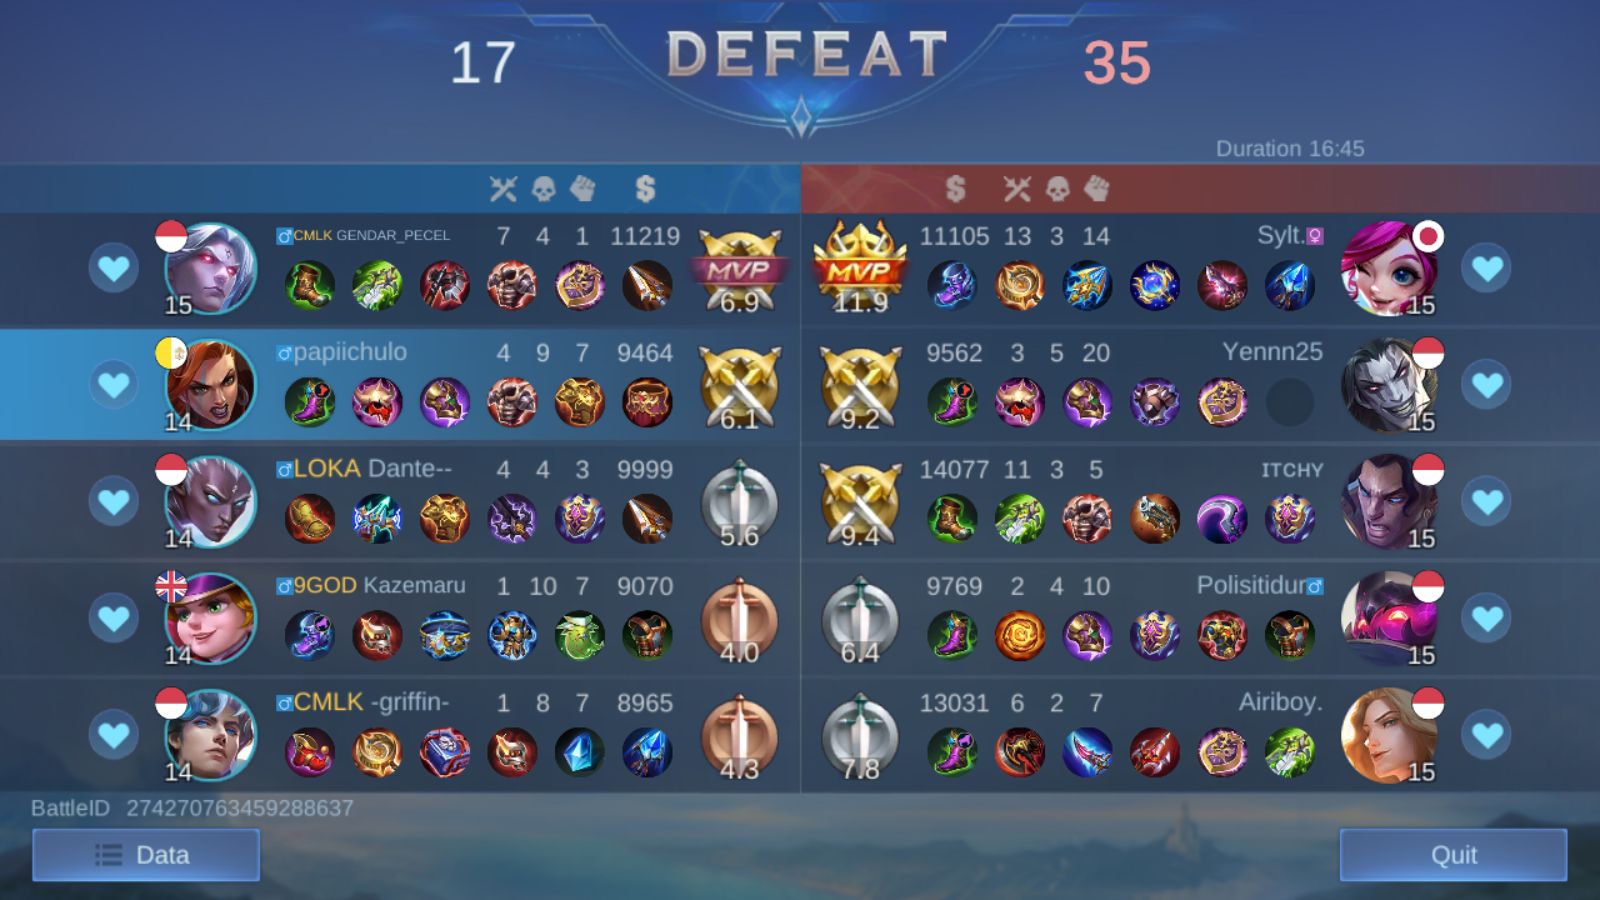 17 DEFEAT 35
Duration 16:45
CMLK GENDAR_PECEL 7 4 1 11219 MVP 6.9 15
MVP 11.9 11105 13 3 14 Sylt. 15
papiichulo 4 9 7 9464 6.1 14
9.2 9562 3 5 20 Yennn25 15
LOKA Dante-- 4 4 3 9999 5.6 14
9.4 14077 11 3 5 ITCHY 15
9GOD Kazemaru 1 10 7 9070 4.0 14
6.4 9769 2 4 10 Polisitidur 15
CMLK -griffin- 1 8 7 8965 4.3 14
7.8 13031 6 2 7 Airiboy. 15
BattleID 274270763459288637
Data
Quit